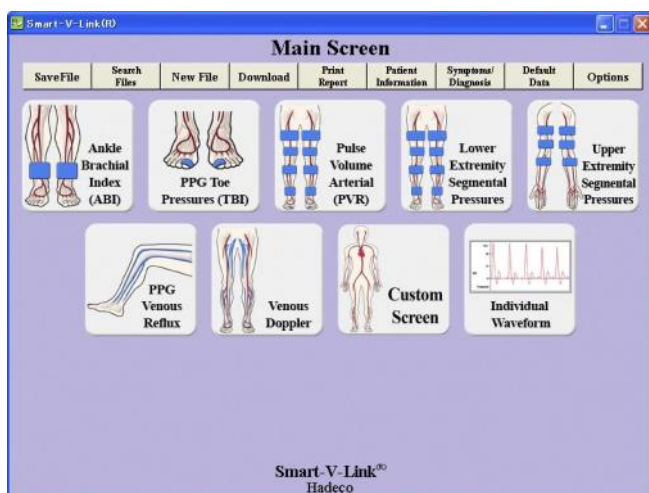 Smart-V-Link(R)
Main Screen
Save File
Search
Files
New File
Download
Print
Report
Patient
Information
Symptoms/
Diagnosis
Default
Data
Options
Ankle
Brachial
Index
(ABI)
PPG Toe
Pressures (TBI)
Pulse
Volume
Arterial
(PVR)
Lower
Extremity
Segmental
Pressures
Upper
Extremity
Segmental
Pressures
PPG
Venous
Reflux
Venous
Doppler
Custom
Screen
Individual
Waveform
Smart-V-Link®
Hadeco